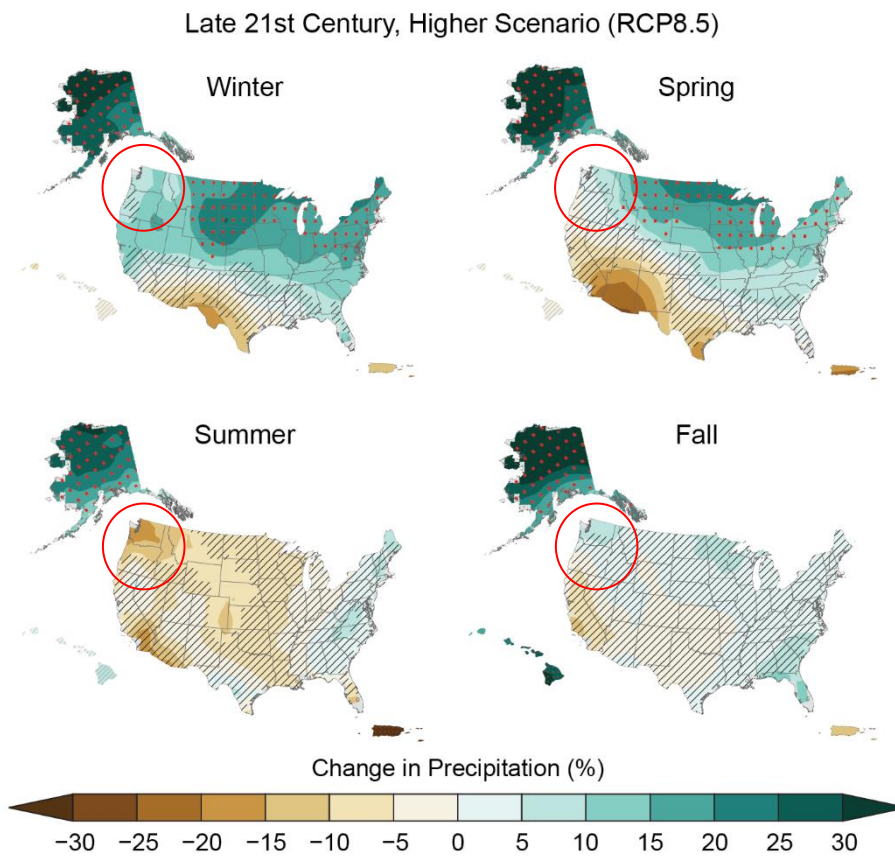 Late 21st Century, Higher Scenario (RCP8.5)
Winter
Spring
Summer
Fall
Change in Precipitation (%)
−30 −25 −20 −15 −10 −5 0 5 10 15 20 25 30